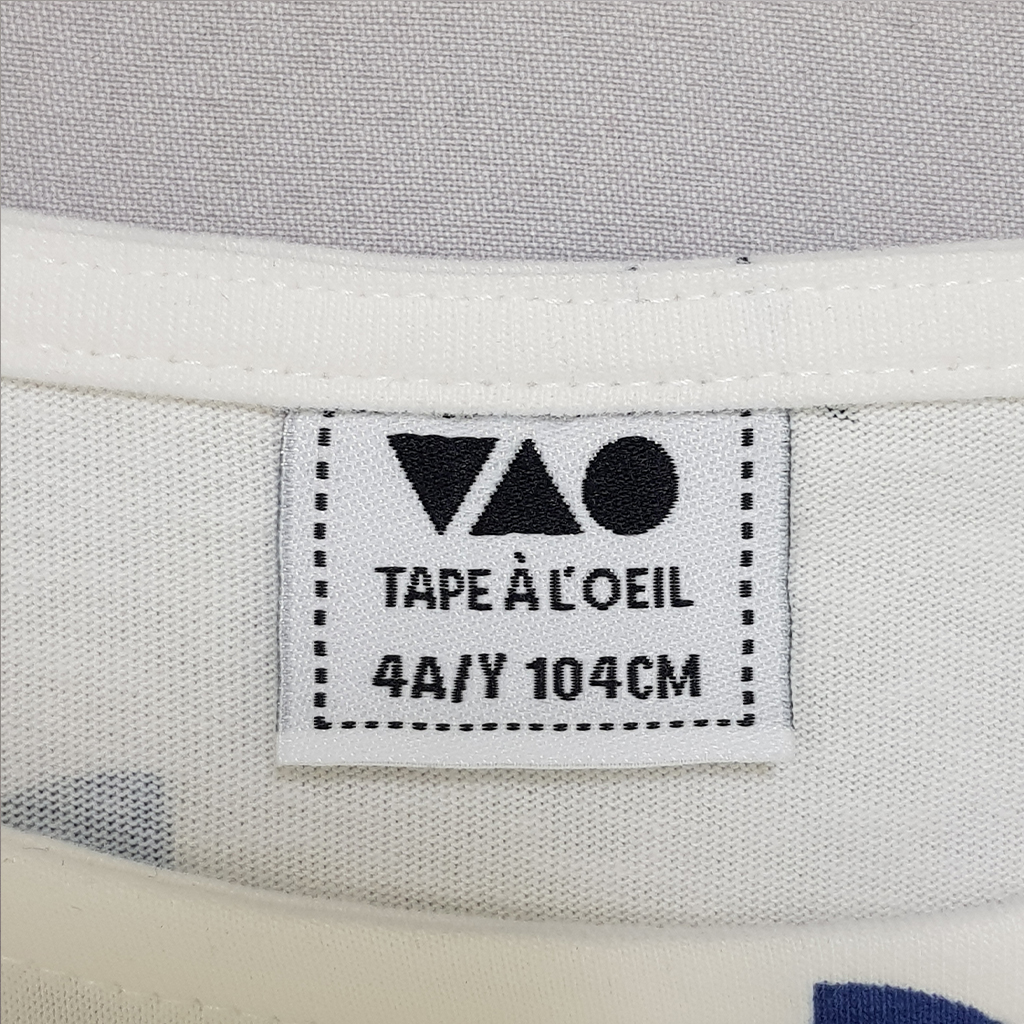 TAPE À L'OEIL
4A/Y 104CM